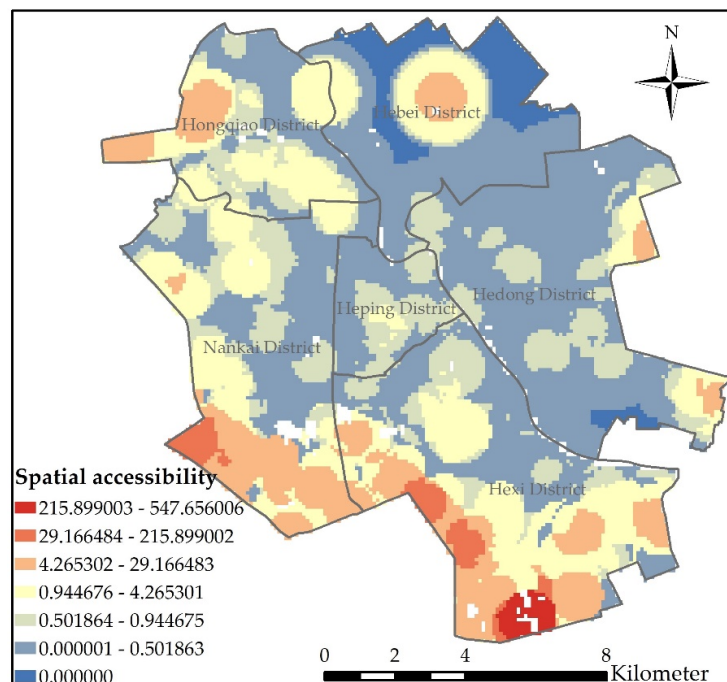 N
Hebei District
Hongqiao District
Hedong District
Heping District
Nankai District
Spatial accessibility
215.899003 - 547.656006
29.166484 - 215.899002
Hexi District
4.265302 - 29.166483
0.944676 - 4.265301
0.501864 - 0.944675
0.000001 - 0.501863
0.000000
0 2 4 8
Kilometer